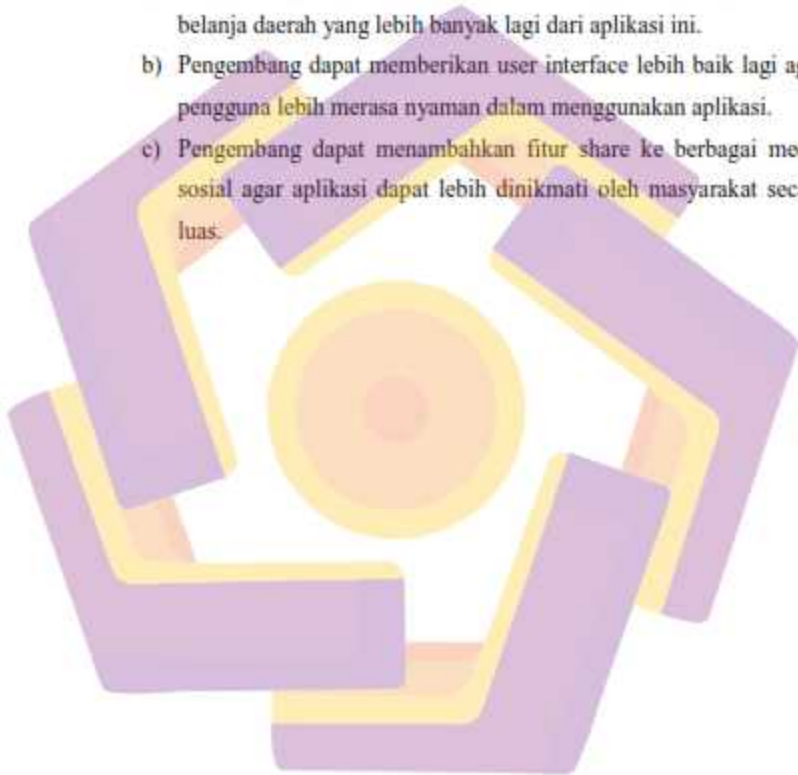 belanja daerah yang lebih banyak lagi dari aplikasi ini.
b) Pengembang dapat memberikan user interface lebih baik lagi
pengguna lebih merasa nyaman dalam menggunakan aplikasi.
c) Pengembang dapat menambahkan fitur share ke berbagai
sosial agar aplikasi dapat lebih dinikmati oleh masyarakat
luas.